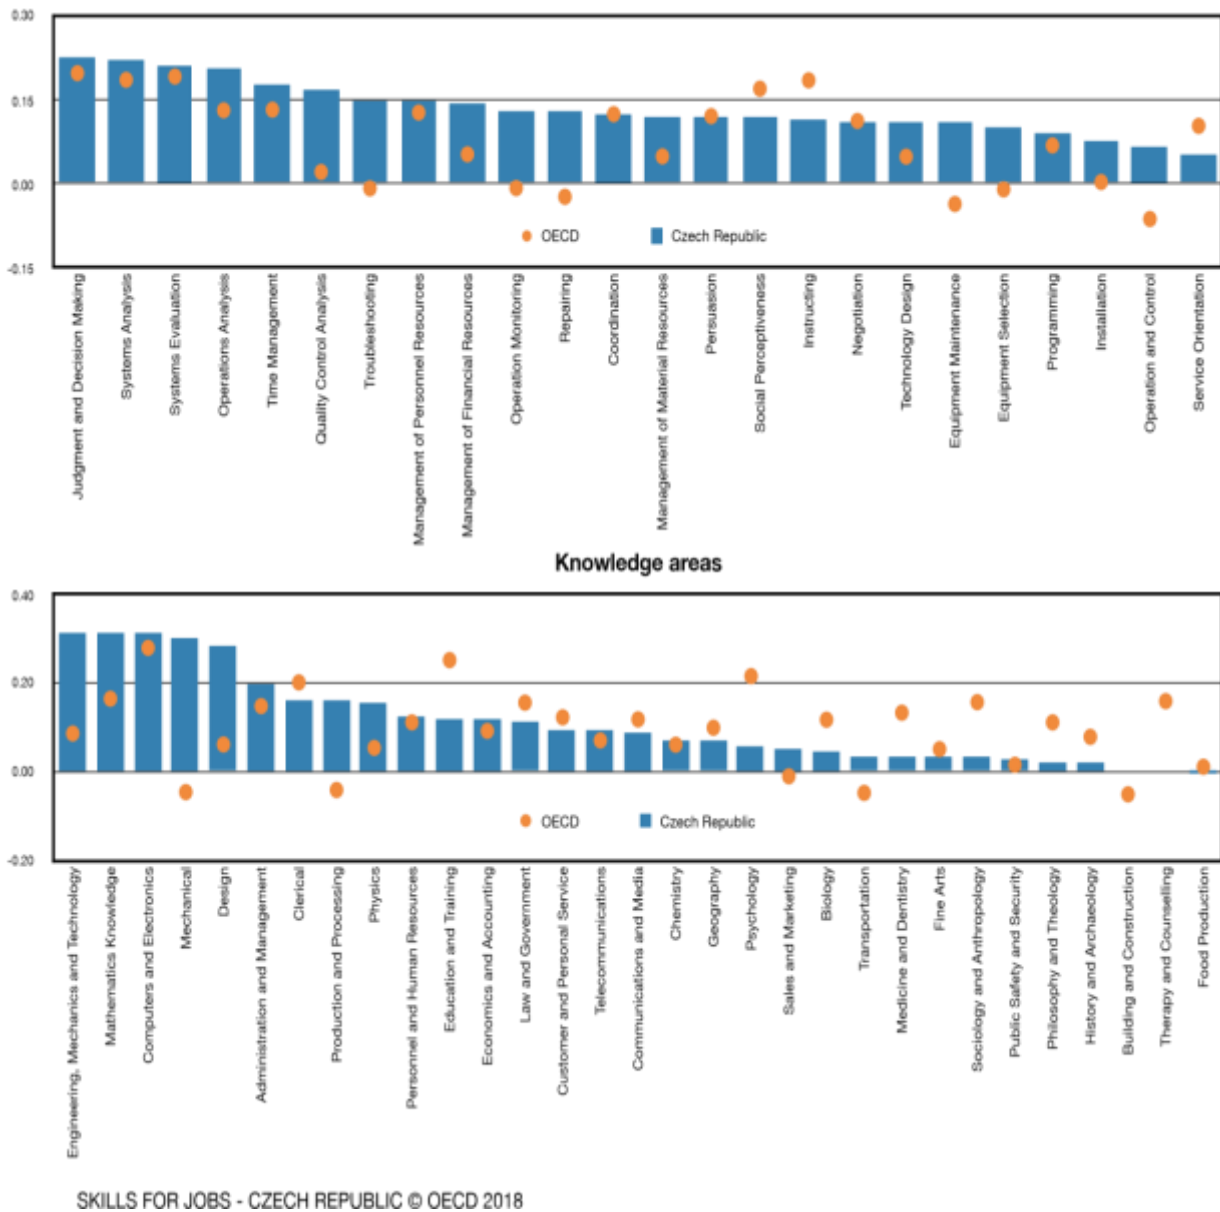 0.30
0.15
0.00
-0.15
OECD
Czech Republic
Judgment and Decision Making
Systems Analysis
Systems Evaluation
Operations Analysis
Time Management
Quality Control Analysis
Troubleshooting
Management of Personnel Resources
Management of Financial Resources
Operation Monitoring
Repairing
Coordination
Management of Material Resources
Persuasion
Social Perceptiveness
Instructing
Negotiation
Technology Design
Equipment Maintenance
Equipment Selection
Programming
Installation
Operation and Control
Service Orientation
Knowledge areas
0.40
0.20
0.00
-0.20
OECD
Czech Republic
Engineering, Mechanics and Technology
Mathematics Knowledge
Computers and Electronics
Mechanical
Design
Administration and Management
Clerical
Production and Processing
Physics
Personnel and Human Resources
Education and Training
Economics and Accounting
Law and Government
Customer and Personal Service
Telecommunications
Communications and Media
Chemistry
Geography
Psychology
Sales and Marketing
Biology
Transportation
Medicine and Dentistry
Fine Arts
Sociology and Anthropology
Public Safety and Security
Philosophy and Theology
History and Archaeology
Building and Construction
Therapy and Counselling
Food Production
SKILLS FOR JOBS - CZECH REPUBLIC © OECD 2018